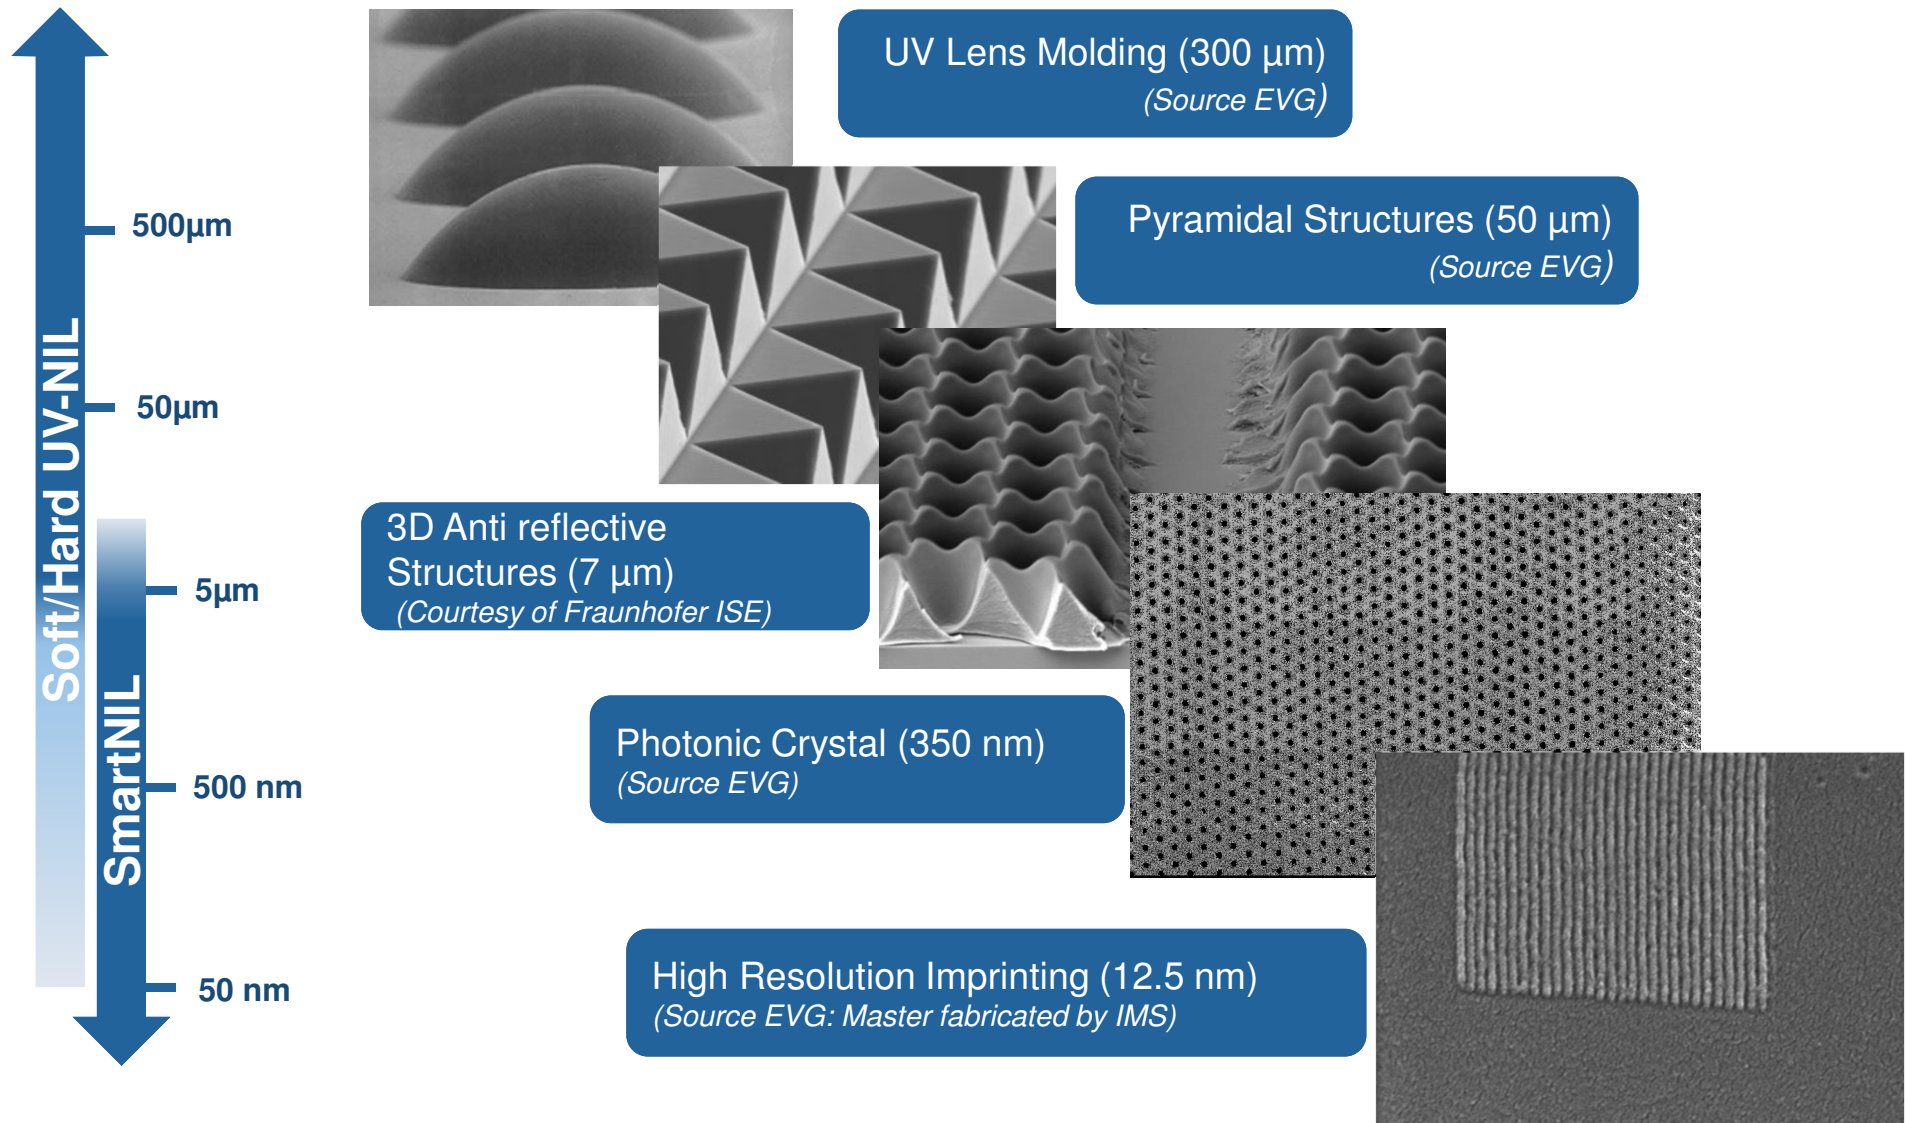 UV Lens Molding (300 µm)
(Source EVG)
Pyramidal Structures (50 µm)
(Source EVG)
500µm
50µm
Soft/Hard UV-NIL
3D Anti reflective
Structures (7 µm)
(Courtesy of Fraunhofer ISE)
5µm
SmartNIL
Photonic Crystal (350 nm)
(Source EVG)
500 nm
High Resolution Imprinting (12.5 nm)
(Source EVG: Master fabricated by IMS)
50 nm